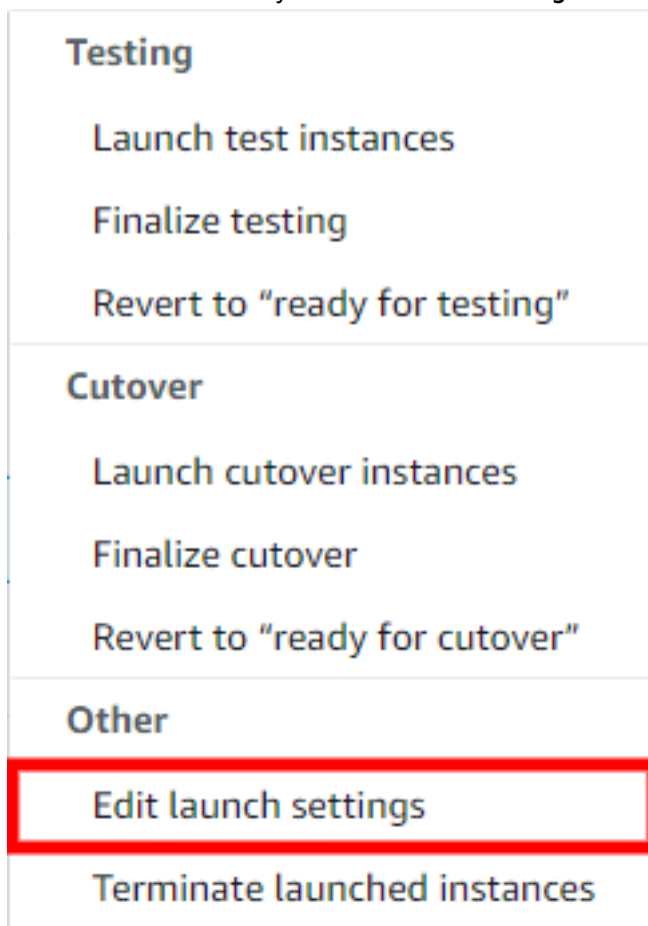 Testing
Launch test instances
Finalize testing
Revert to “ready for testing”
Cutover
Launch cutover instances
Finalize cutover
Revert to “ready for cutover”
Other
Edit launch settings
Terminate launched instances